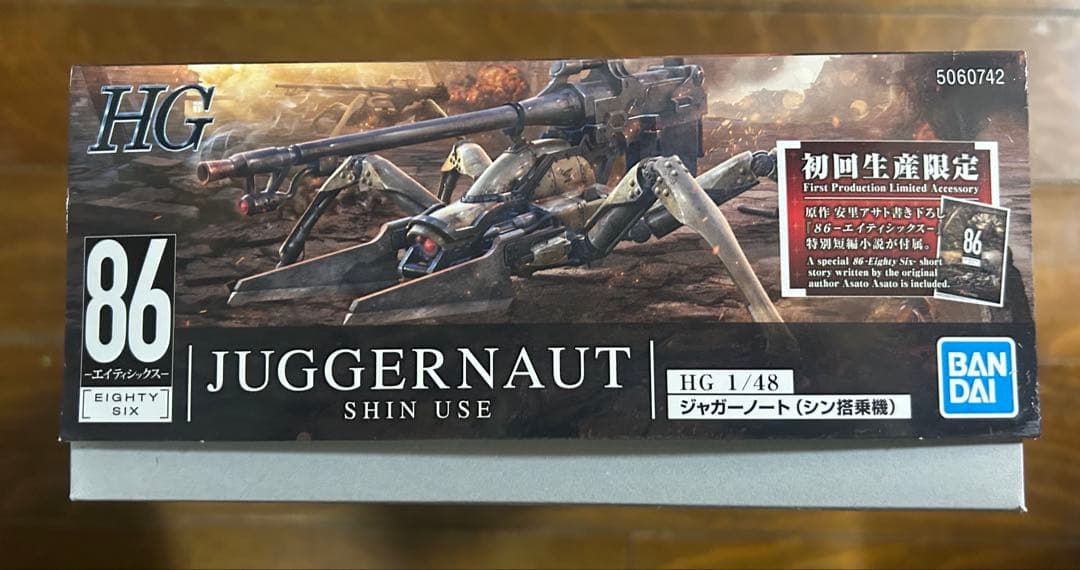 HG
5060742
初回生産限定
First Production Limited Accessory
原作 安里アサト書き下ろし
『86-エイティシックス-
特別短編小説が付属。
A special 86-Eighty Six- short
story written by the original
author Asato Asato is included.
86
86
-エイティシックス-
EIGHTY
SIX
JUGGERNAUT
SHIN USE
HG 1/48
ジャガーノート(シン搭乗機)
BAN
DAI